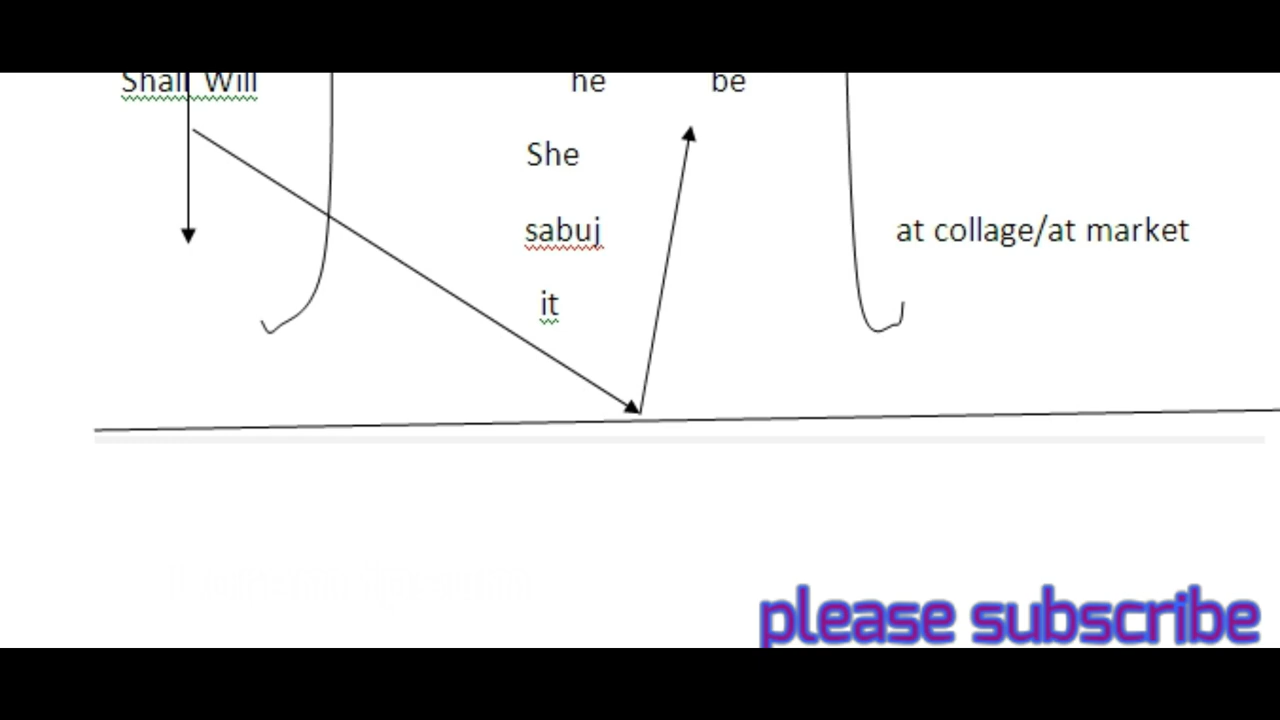 Shall Will he be
She
sabuj at collage/at market
it
please subscribe